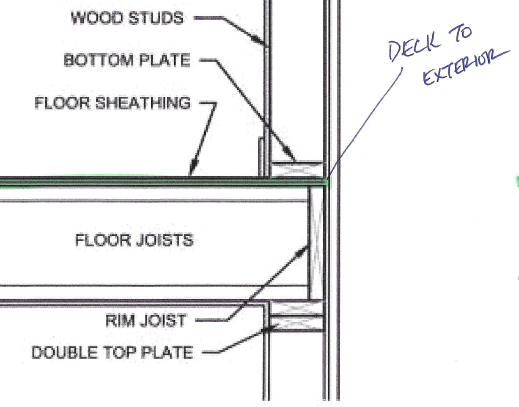 WOOD STUDS
BOTTOM PLATE
FLOOR SHEATHING
DECK TO
EXTERIOR
FLOOR JOISTS
RIM JOIST
DOUBLE TOP PLATE